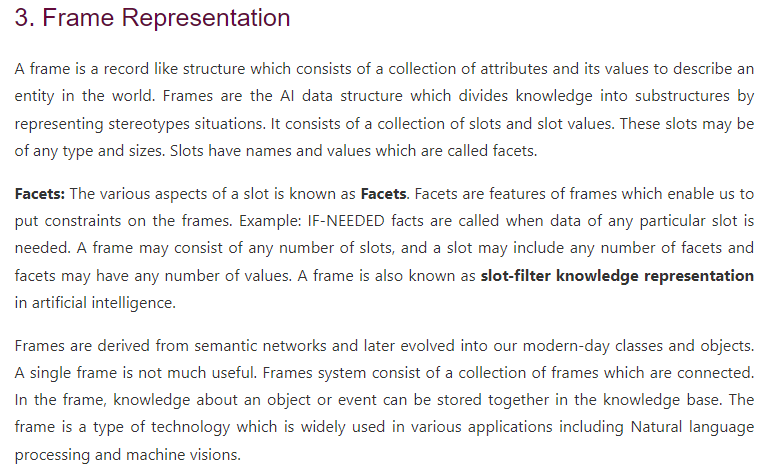 3. Frame Representation
A frame is a record like structure which consists of a collection of attributes and its values to describe an
entity in the world. Frames are the AI data structure which divides knowledge into substructures by
representing stereotypes situations. It consists of a collection of slots and slot values. These slots may be
of any type and sizes. Slots have names and values which are called facets.
Facets: The various aspects of a slot is known as Facets. Facets are features of frames which enable us to
put constraints on the frames. Example: IF-NEEDED facts are called when data of any particular slot is
needed. A frame may consist of any number of slots, and a slot may include any number of facets and
facets may have any number of values. A frame is also known as slot-filter knowledge representation
in artificial intelligence.
Frames are derived from semantic networks and later evolved into our modern-day classes and objects.
A single frame is not much useful. Frames system consist of a collection of frames which are connected.
In the frame, knowledge about an object or event can be stored together in the knowledge base. The
frame is a type of technology which is widely used in various applications including Natural language
processing and machine visions.